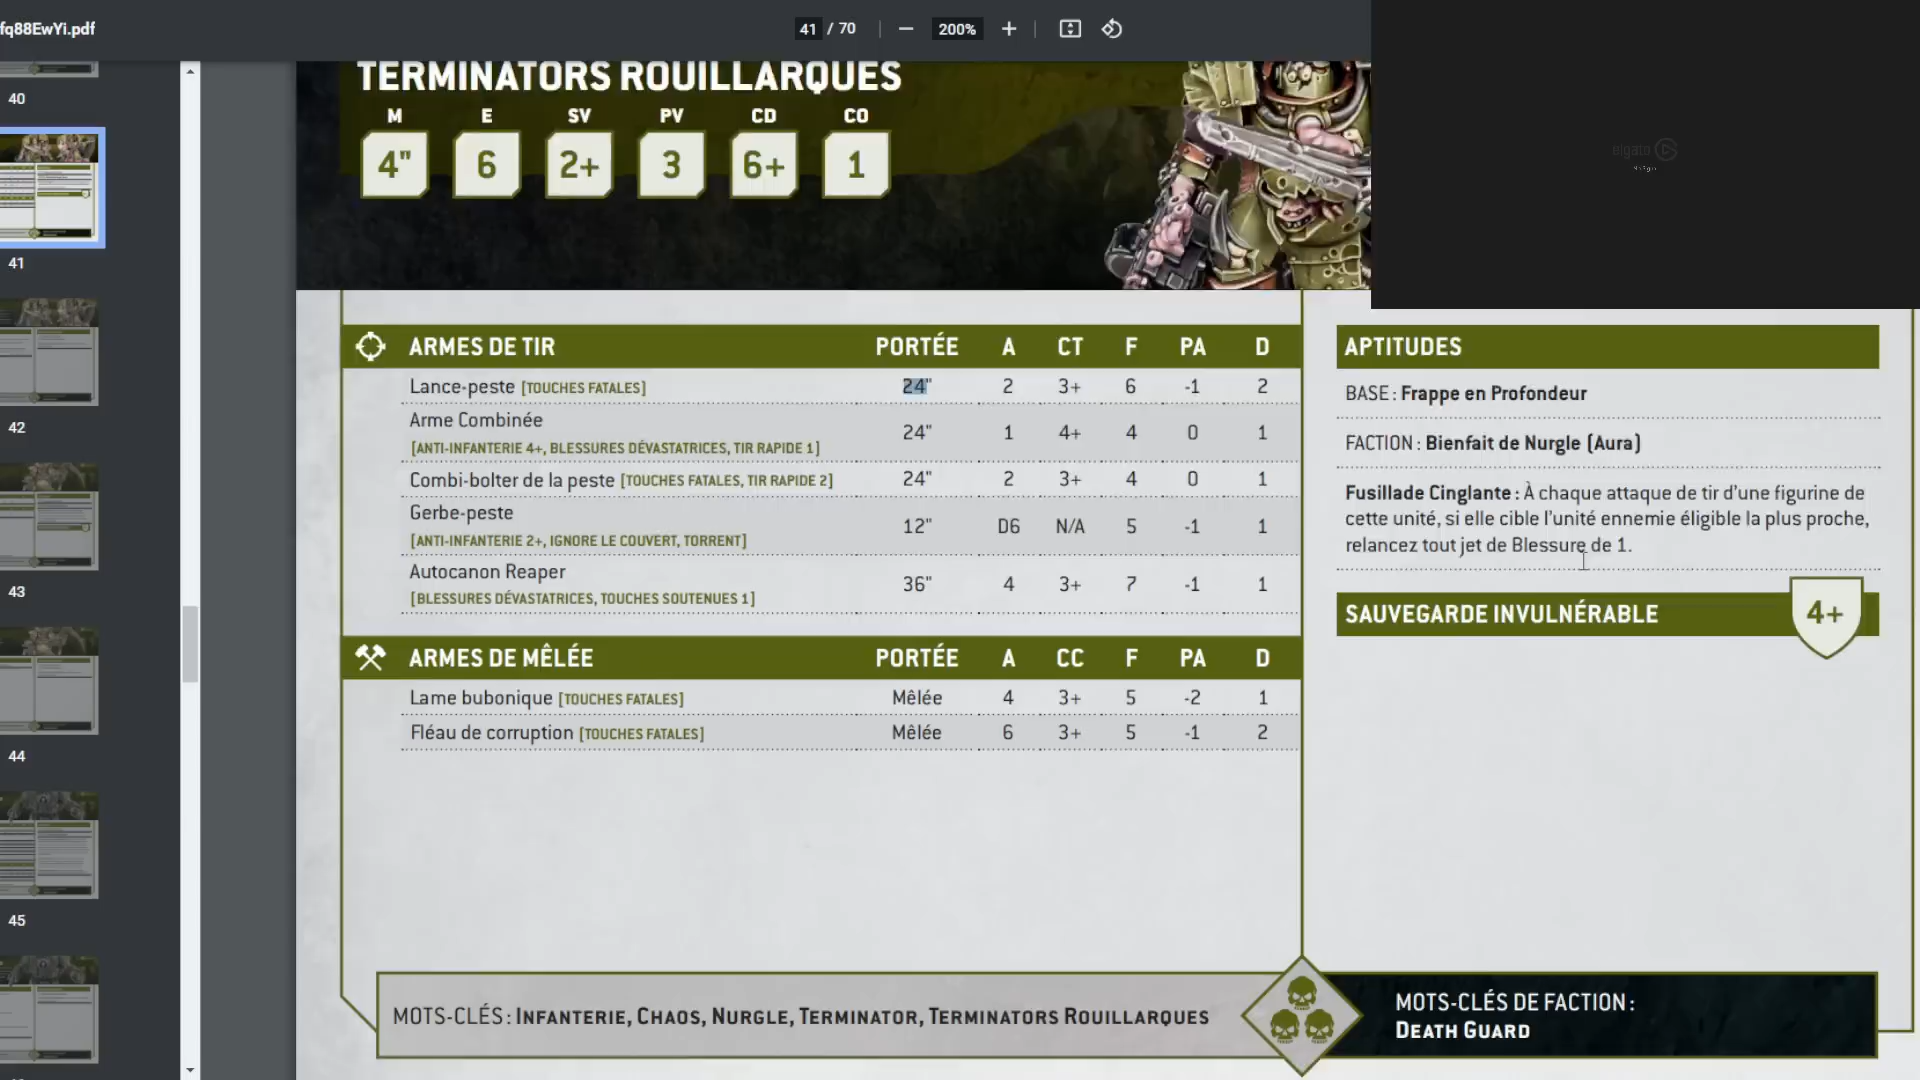 fq88EwYi.pdf
41 / 70
200%
elgato
40
41
42
43
44
45
TERMINATORS ROUILLARQUES
M E SV PV CD CO
4" 6 2+ 3 6+ 1
ARMES DE TIR PORTÉE A CT F PA D
Lance-peste [TOUCHES FATALES] 24" 2 3+ 6 -1 2
Arme Combinée
[ANTI-INFANTERIE 4+, BLESSURES DÉVASTATRICES, TIR RAPIDE 1] 24" 1 4+ 4 0 1
Combi-bolter de la peste [TOUCHES FATALES, TIR RAPIDE 2] 24" 2 3+ 4 0 1
Gerbe-peste
[ANTI-INFANTERIE 2+, IGNORE LE COUVERT, TORRENT] 12" D6 N/A 5 -1 1
Autocanon Reaper
[BLESSURES DÉVASTATRICES, TOUCHES SOUTENUES 1] 36" 4 3+ 7 -1 1
ARMES DE MÊLÉE PORTÉE A CC F PA D
Lame bubonique [TOUCHES FATALES] Mêlée 4 3+ 5 -2 1
Fléau de corruption [TOUCHES FATALES] Mêlée 6 3+ 5 -1 2
APTITUDES
BASE : Frappe en Profondeur
FACTION : Bienfait de Nurgle (Aura)
Fusillade Cinglante : À chaque attaque de tir d'une figurine de
cette unité, si elle cible l'unité ennemie éligible la plus proche,
relancez tout jet de Blessure de 1.
SAUVEGARDE INVULNÉRABLE 4+
MOTS-CLÉS : INFANTERIE, CHAOS, NURGLE, TERMINATOR, TERMINATORS ROUILLARQUES
MOTS-CLÉS DE FACTION :
DEATH GUARD